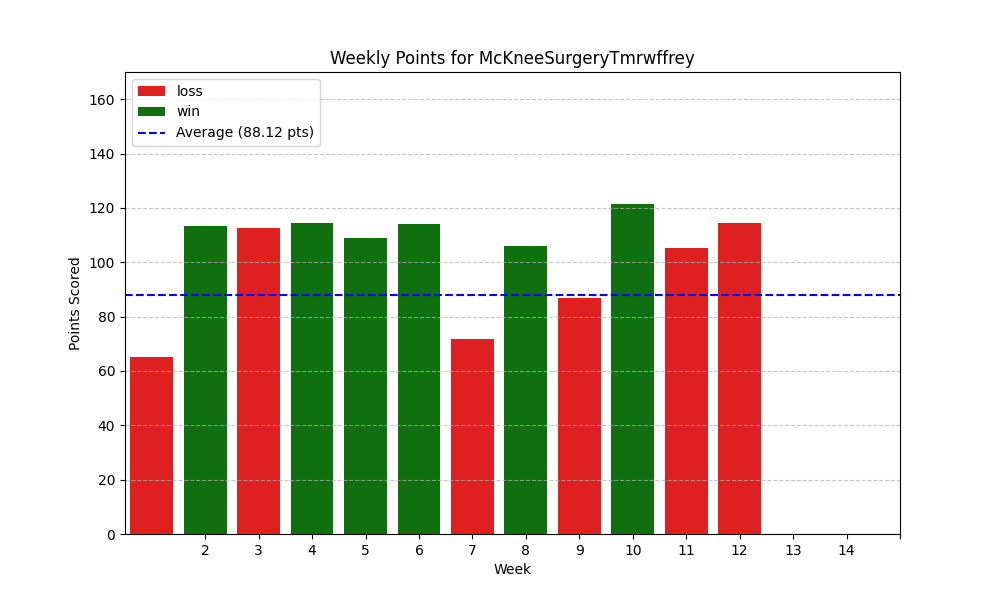 Weekly Points for McKneeSurgeryTmrwffrey
loss
win
Average (88.12 pts)
160
140
120
100
80
60
40
20
0
Points Scored
2 3 4 5 6 7 8 9 10 11 12 13 14
Week